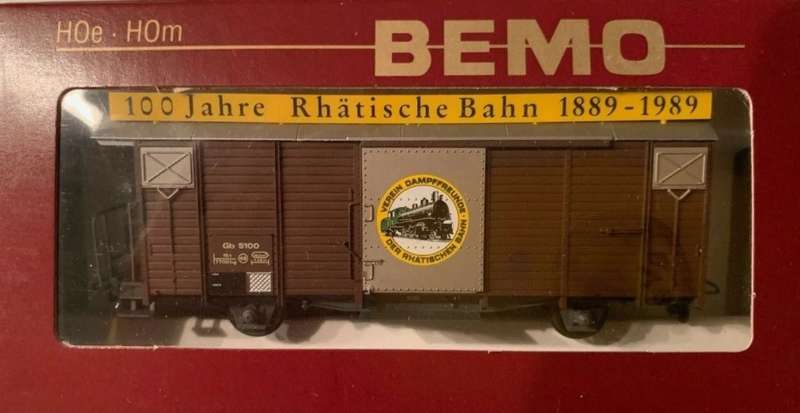 H0e · H0m
BEMO
100 Jahre Rhätische Bahn 1889-1989
VEREIN DAMPFFREUNDE
DER RHÄTISCHEN BAHN
Gb 5100